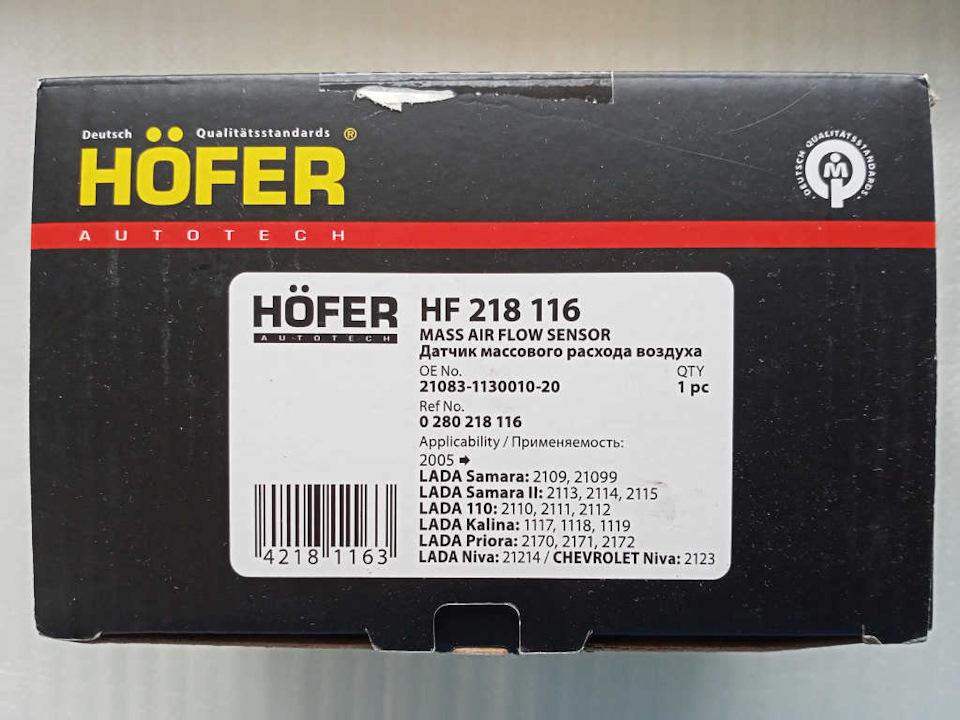 Deutsch Qualitätsstandards ®
HÖFER
AUTOTECH
DEUTSCH QUALITÄTSSTANDARDS
M
HÖFER
AUTOTECH
HF 218 116
MASS AIR FLOW SENSOR
Датчик массового расхода воздуха
OE No. QTY
21083-1130010-20 1 pc
Ref No.
0 280 218 116
Applicability / Применяемость:
2005 ➡
LADA Samara: 2109, 21099
LADA Samara II: 2113, 2114, 2115
LADA 110: 2110, 2111, 2112
LADA Kalina: 1117, 1118, 1119
LADA Priora: 2170, 2171, 2172
LADA Niva: 21214 / CHEVROLET Niva: 2123
4218 1163